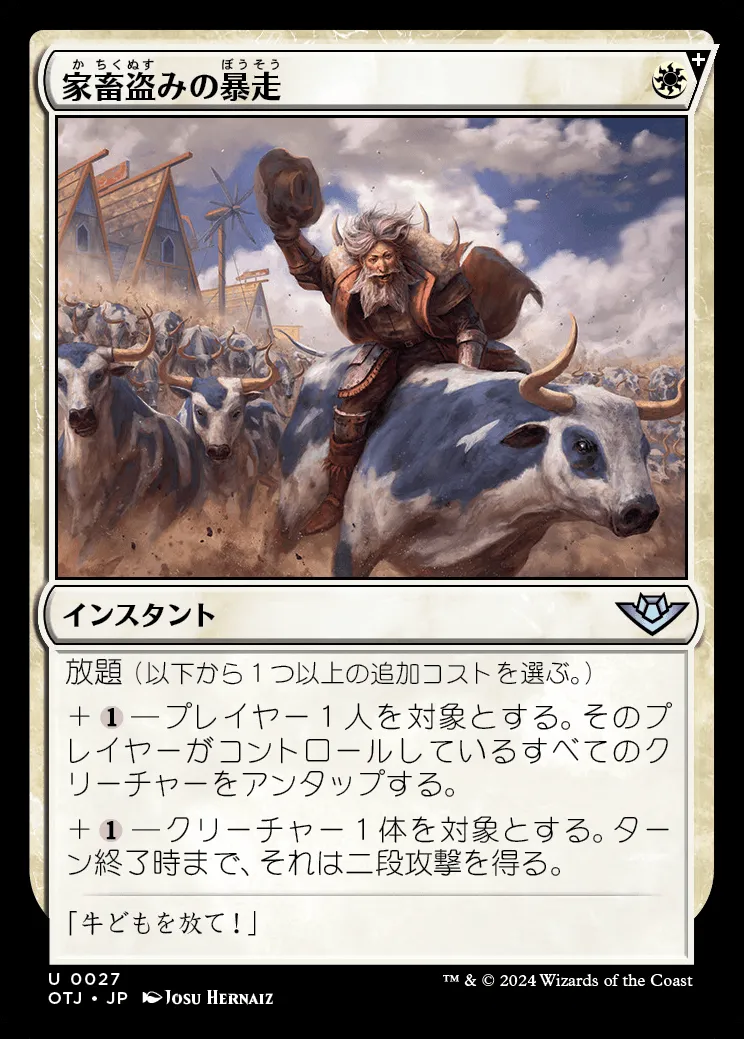 家畜盗みの暴走
かちくぬす ぼうそう
+
インスタント
放題（以下から１つ以上の追加コストを選ぶ。）
＋ 1 ―プレイヤー１人を対象とする。そのプ
レイヤーがコントロールしているすべてのク
リーチャーをアンタップする。
＋ 1 ―クリーチャー１体を対象とする。ター
ン終了時まで、それは二段攻撃を得る。
「牛どもを放て！」
U 0027
OTJ • JP Josu Hernaiz
™ & © 2024 Wizards of the Coast